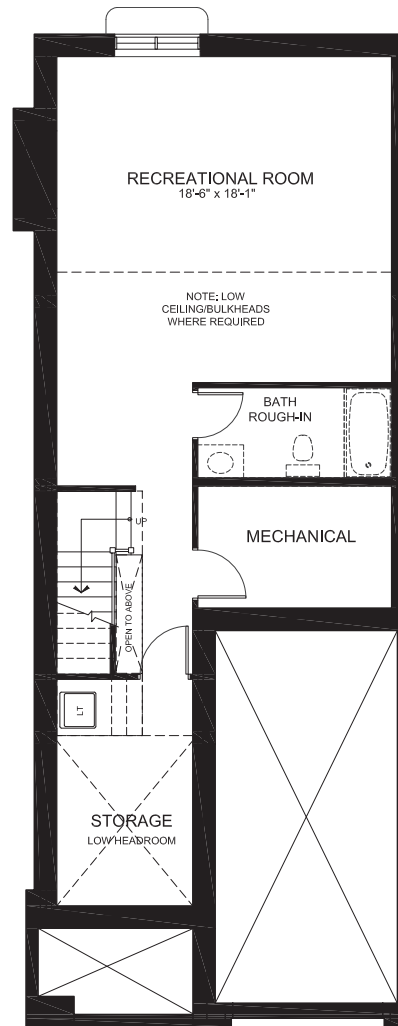 RECREATIONAL ROOM
18'-6" x 18'-1"
NOTE: LOW
CEILING/BULKHEADS
WHERE REQUIRED
BATH
ROUGH-IN
UP
MECHANICAL
OPEN TO ABOVE
LT
STORAGE
LOW HEADROOM